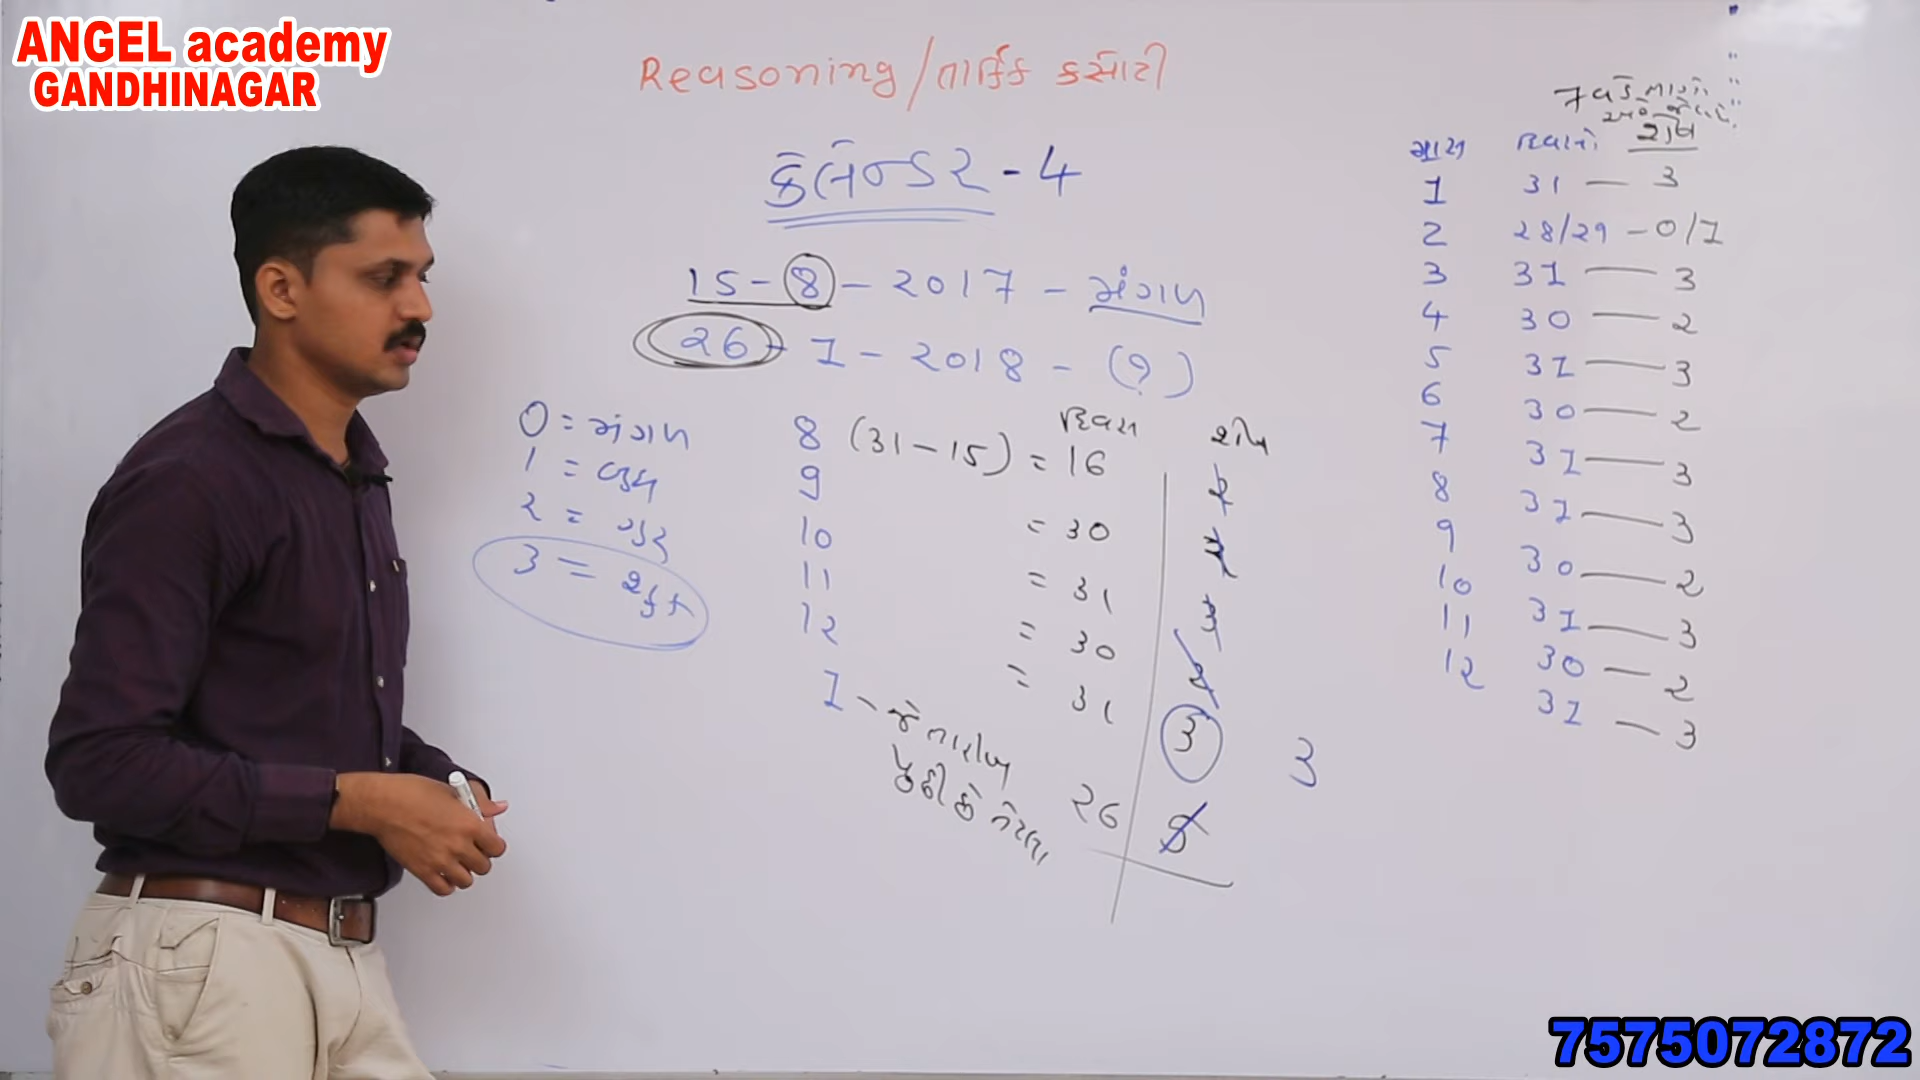 ANGEL academy
GANDHINAGAR
Reasoning/તાર્કિક કસોટી
કેલેન્ડર - 4
15 - 8 - 2017 - મંગળ
26 - 1 - 2018 - (?)
0 = મંગળ
1 = બુધ
2 = ગુરુ
3 = શુક્ર
દિવસ શેષ
8 (31 - 15) = 16 2
9 = 30 2
10 = 31 3
11 = 30 2
12 = 31 3
1 - જે તારીખ
26 5
3
7 વડે
શેષ
માસ દિવસો
1 31 — 3
2 28/29 - 0/1
3 31 — 3
4 30 — 2
5 31 — 3
6 30 — 2
7 31 — 3
8 31 — 3
9 30 — 2
10 31 — 3
11 30 — 2
12 31 — 3
7575072872